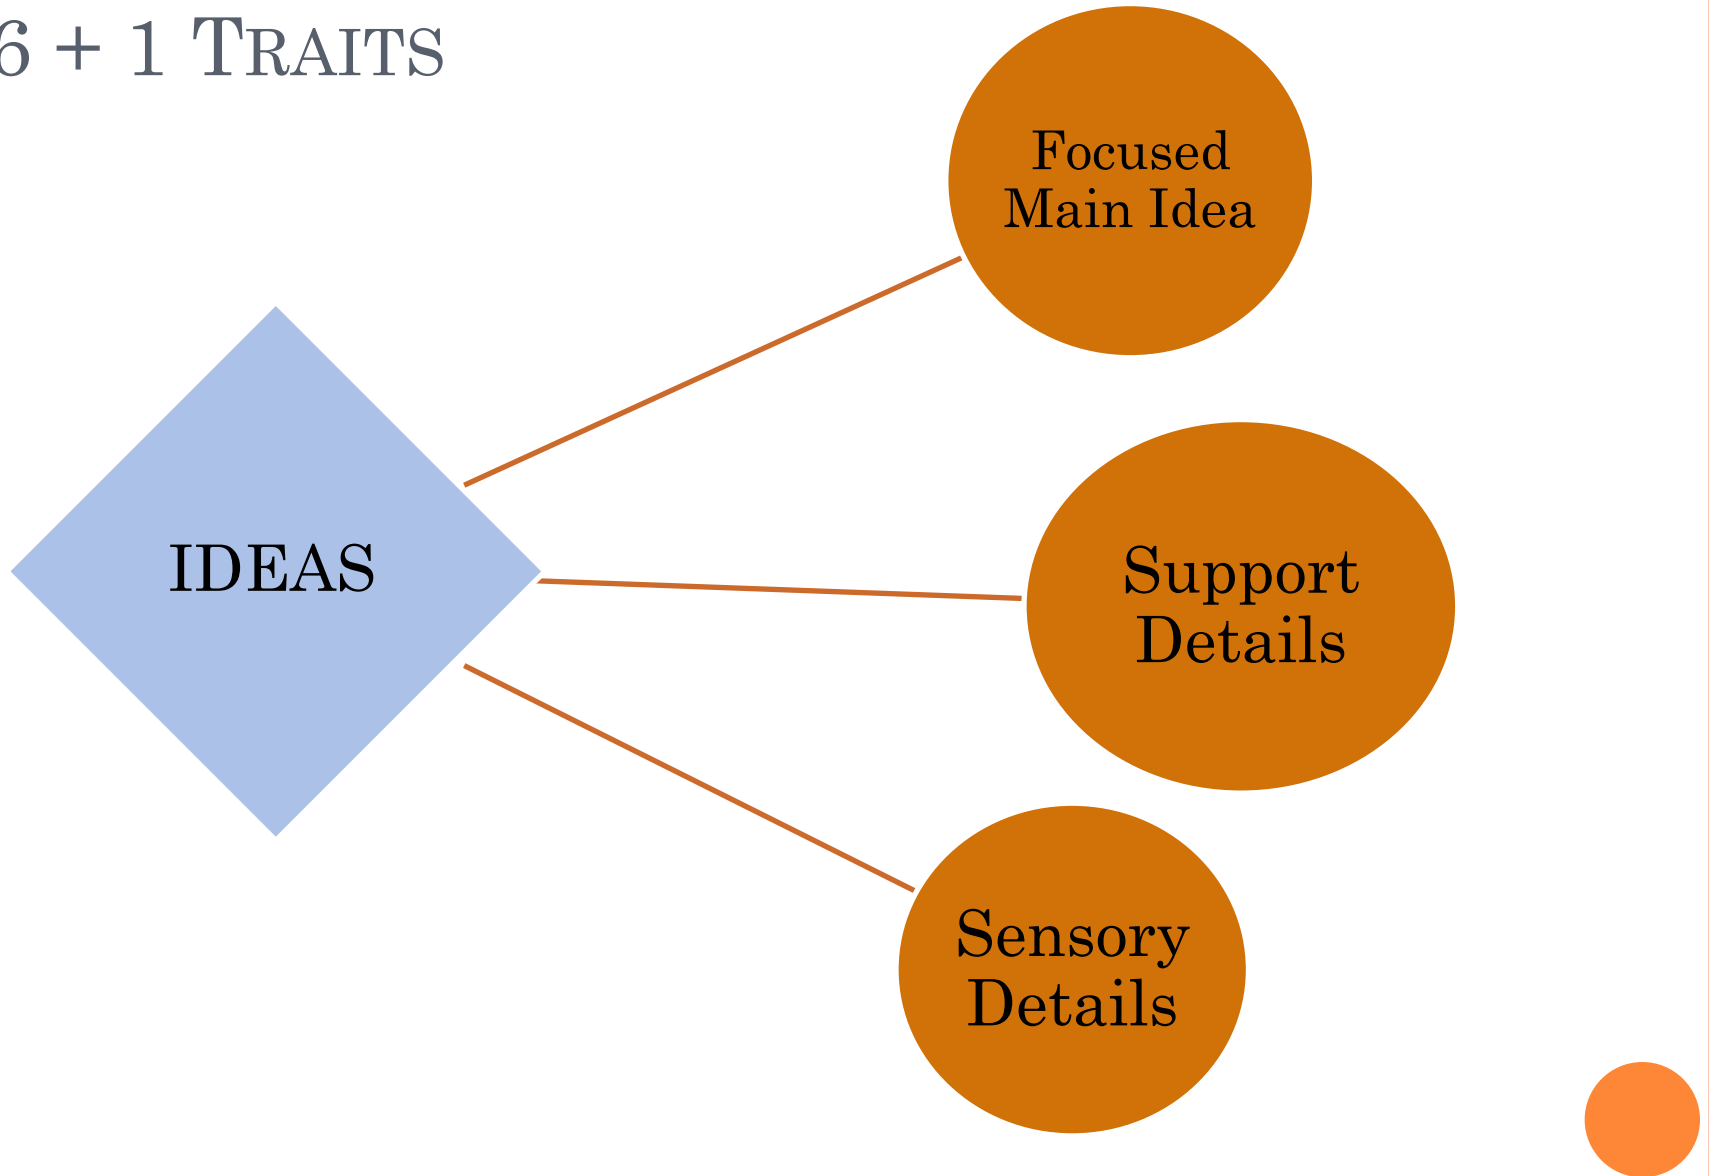 6 + 1 TRAITS
Focused
Main Idea
IDEAS
Support
Details
Sensory
Details